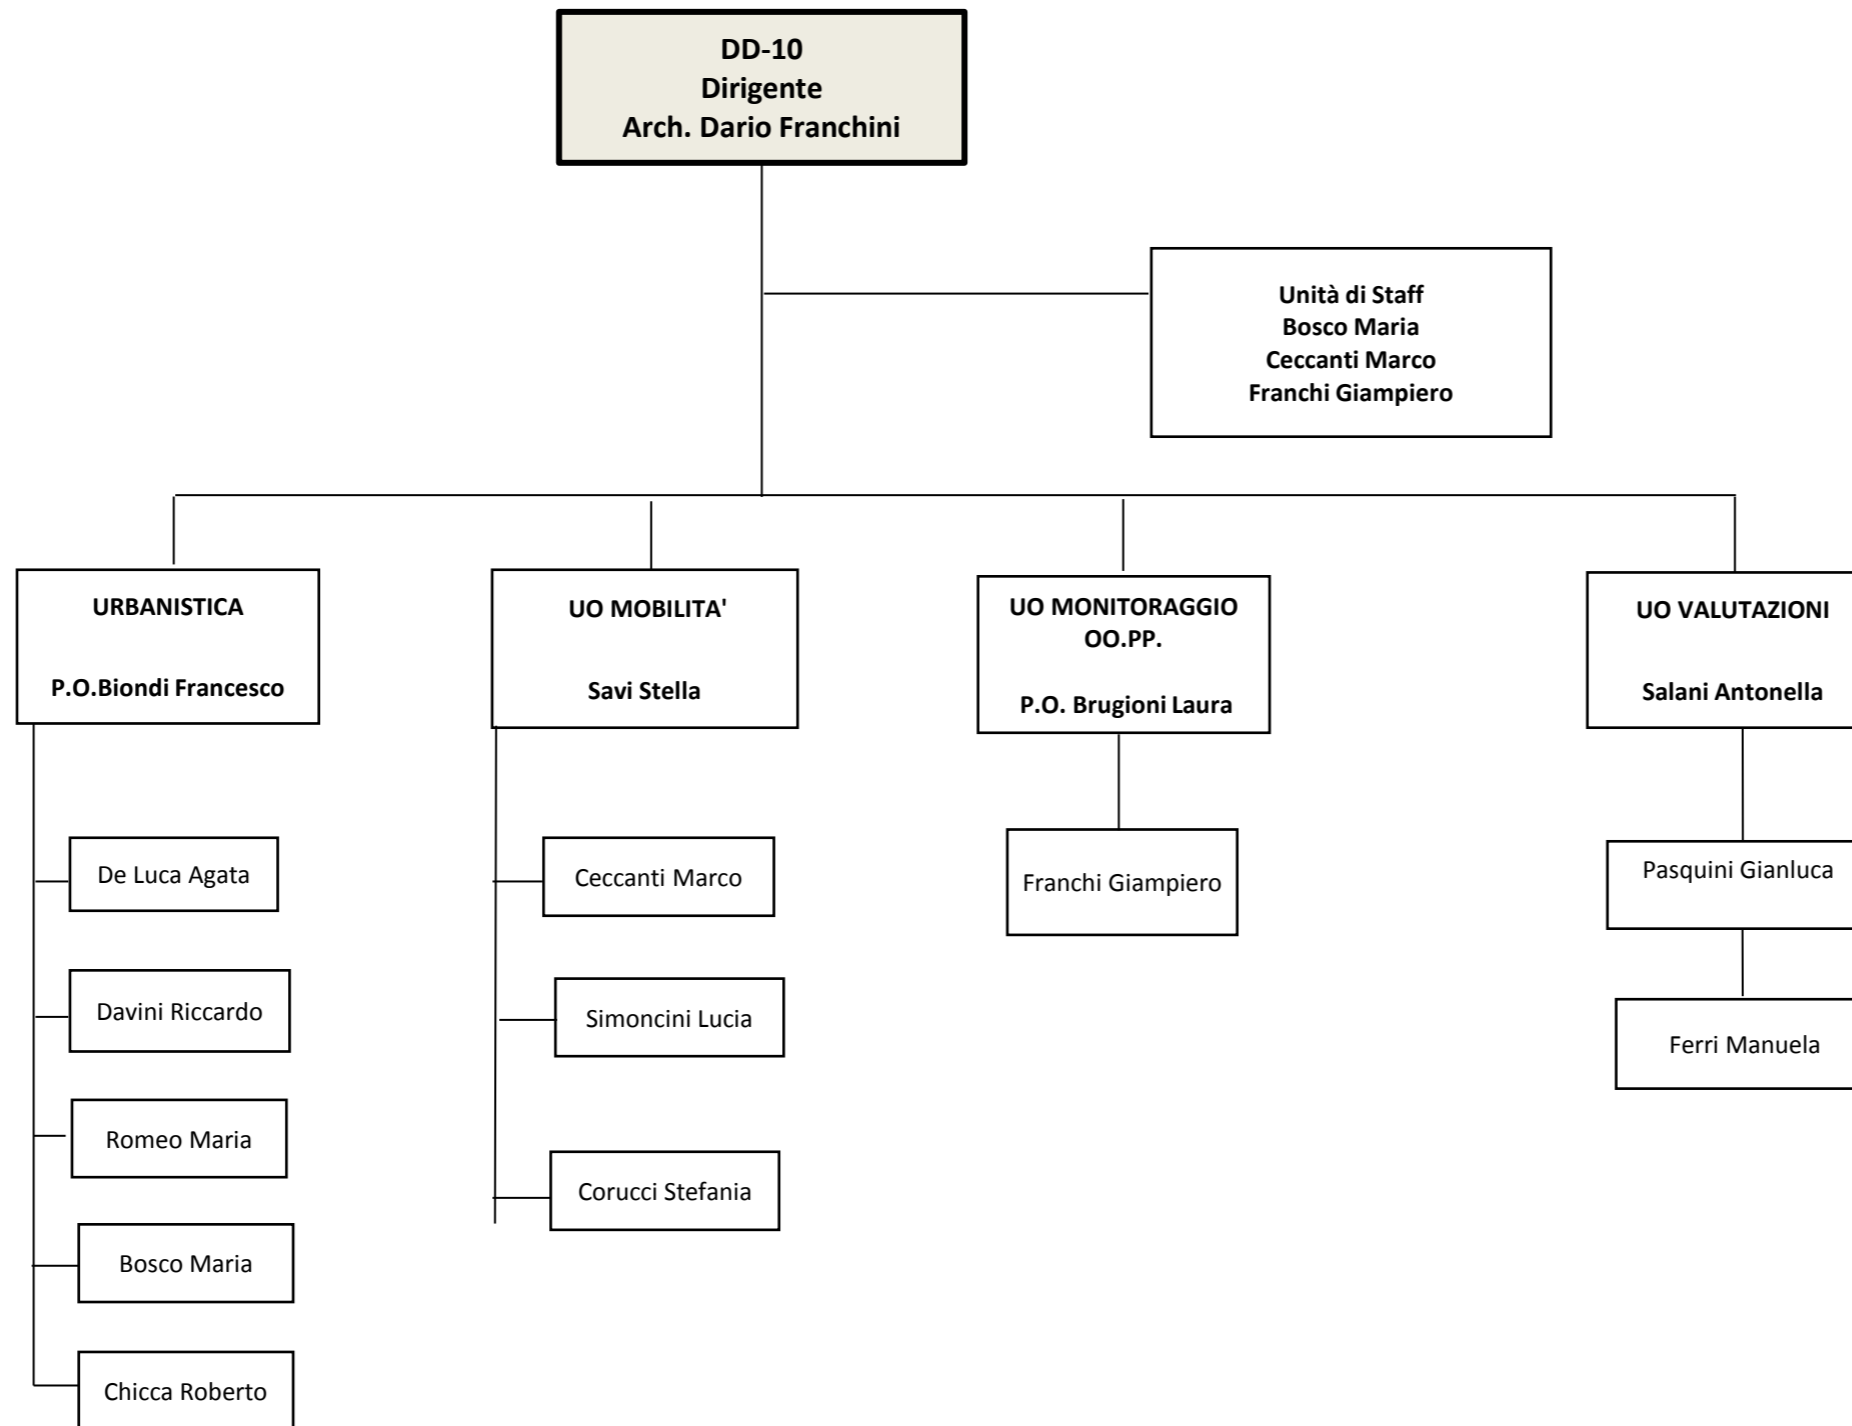 DD-10
Dirigente
Arch. Dario Franchini
Unità di Staff
Bosco Maria
Ceccanti Marco
Franchi Giampiero
URBANISTICA
P.O.Biondi Francesco
UO MOBILITA'
Savi Stella
UO MONITORAGGIO
OO.PP.
P.O. Brugioni Laura
UO VALUTAZIONI
Salani Antonella
De Luca Agata
Davini Riccardo
Romeo Maria
Bosco Maria
Chicca Roberto
Ceccanti Marco
Simoncini Lucia
Corucci Stefania
Franchi Giampiero
Pasquini Gianluca
Ferri Manuela